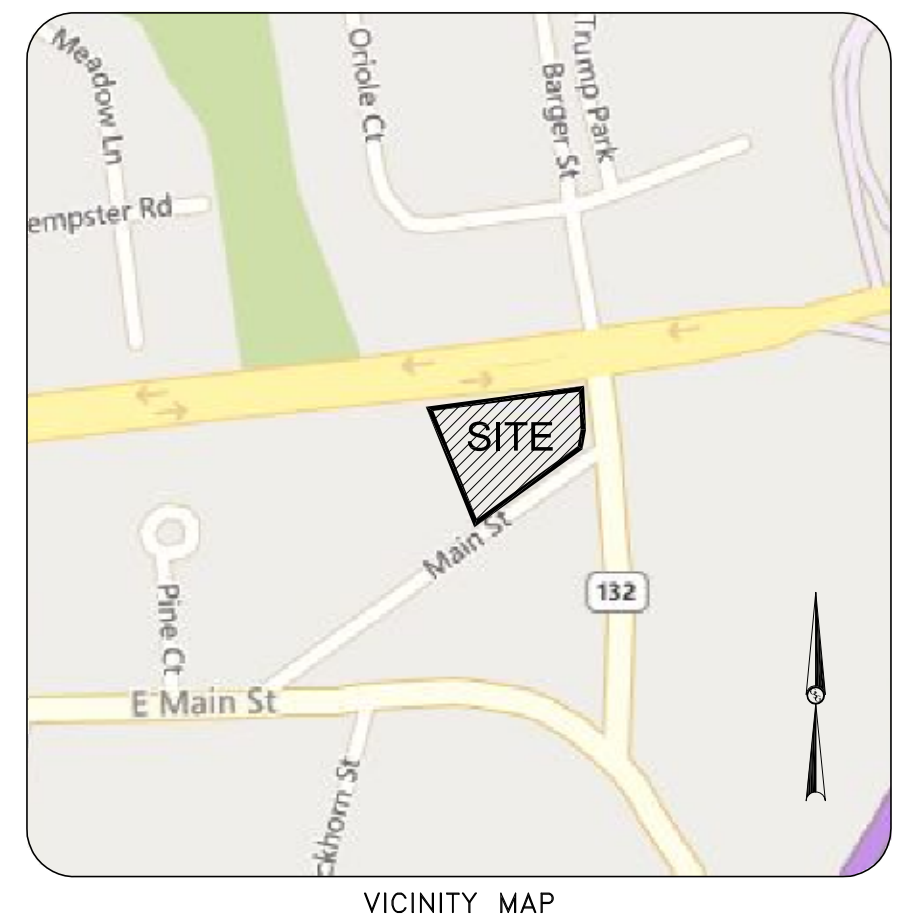 Meadow Ln
Oriole Ct
Barger St
Trump Park
empster Rd
SITE
Main St
132
Pine Ct
E Main St
ckhorn St
VICINITY MAP